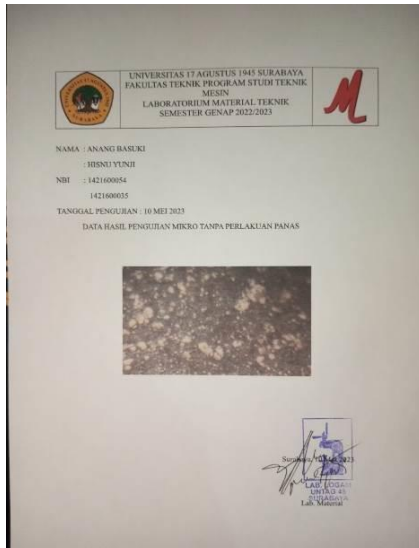 UNIVERSITAS 17 AGUSTUS 1945 SURABAYA
FAKULTAS TEKNIK PROGRAM STUDI TEKNIK
MESIN
LABORATORIUM MATERIAL TEKNIK
SEMESTER GENAP 2022/2023
M
NAMA : ANANG BASUKI
: HISNU YUNJI
NBI : 1421600054
1421600035
TANGGAL PENGUJIAN : 10 MEI 2023
DATA HASIL PENGUJIAN MIKRO TANPA PERLAKUAN PANAS
2023
LAB. LOGAM
UNTAG 45
SURABAYA
Lab. Material